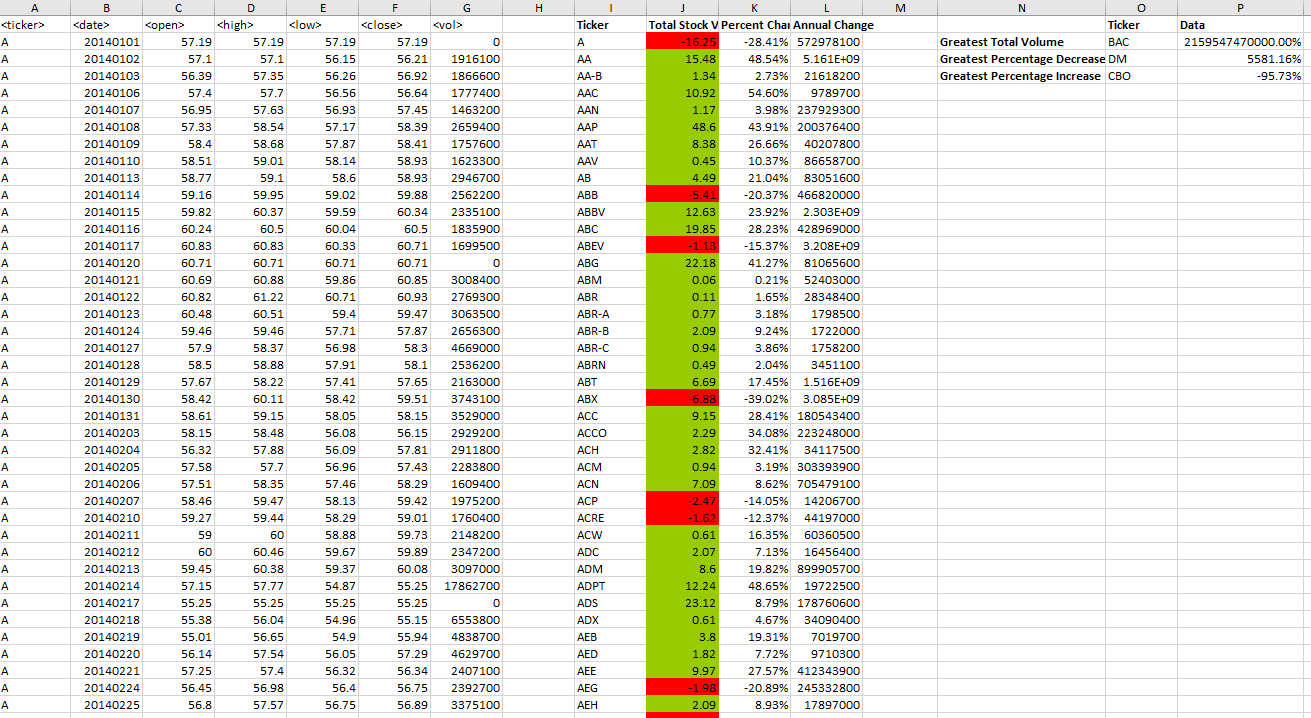 A B C D E F G H I J K L M N O P
<ticker> <date> <open> <high> <low> <close> <vol> Ticker Total Stock V Percent Chan Annual Change Ticker Data
A 20140101 57.19 57.19 57.19 57.19 0 A -16.25 -28.41% 572978100 Greatest Total Volume BAC 2159547470000.00%
A 20140102 57.1 57.1 56.15 56.21 1916100 AA 15.48 48.54% 5.161E+09 Greatest Percentage Decrease DM 5581.16%
A 20140103 56.39 57.35 56.26 56.92 1866600 AA-B 1.34 2.73% 21618200 Greatest Percentage Increase CBO -95.73%
A 20140106 57.4 57.7 56.56 56.64 1777400 AAC 10.92 54.60% 9789700
A 20140107 56.95 57.63 56.93 57.45 1463200 AAN 1.17 3.98% 237929300
A 20140108 57.33 58.54 57.17 58.39 2659400 AAP 48.6 43.91% 200376400
A 20140109 58.4 58.68 57.87 58.41 1757600 AAT 8.38 26.66% 40207800
A 20140110 58.51 59.01 58.14 58.93 1623300 AAV 0.45 10.37% 86658700
A 20140113 58.77 59.1 58.6 58.93 2946700 AB 4.49 21.04% 83051600
A 20140114 59.16 59.95 59.02 59.88 2562200 ABB -5.41 -20.37% 466820000
A 20140115 59.82 60.37 59.59 60.34 2335100 ABBV 12.63 23.92% 2.303E+09
A 20140116 60.24 60.5 60.04 60.5 1835900 ABC 19.85 28.23% 428969000
A 20140117 60.83 60.83 60.33 60.71 1699500 ABEV -1.13 -15.37% 3.208E+09
A 20140120 60.71 60.71 60.71 60.71 0 ABG 22.18 41.27% 81065600
A 20140121 60.69 60.88 59.86 60.85 3008400 ABM 0.06 0.21% 52403000
A 20140122 60.82 61.22 60.71 60.93 2769300 ABR 0.11 1.65% 28348400
A 20140123 60.48 60.51 59.4 59.47 3063500 ABR-A 0.77 3.18% 1798500
A 20140124 59.46 59.46 57.71 57.87 2656300 ABR-B 2.09 9.24% 1722000
A 20140127 57.9 58.37 56.98 58.3 4669000 ABR-C 0.94 3.86% 1758200
A 20140128 58.5 58.88 57.91 58.1 2536200 ABRN 0.49 2.04% 3451100
A 20140129 57.67 58.22 57.41 57.65 2163000 ABT 6.69 17.45% 1.516E+09
A 20140130 58.42 60.11 58.42 59.51 3743100 ABX -6.88 -39.02% 3.085E+09
A 20140131 58.61 59.15 58.05 58.15 3529000 ACC 9.15 28.41% 180543400
A 20140203 58.15 58.48 56.08 56.15 2929200 ACCO 2.29 34.08% 223248000
A 20140204 56.32 57.88 56.09 57.81 2911800 ACH 2.82 32.41% 34117500
A 20140205 57.58 57.7 56.96 57.43 2283800 ACM 0.94 3.19% 303393900
A 20140206 57.51 58.35 57.46 58.29 1609400 ACN 7.09 8.62% 705479100
A 20140207 58.46 59.47 58.13 59.42 1975200 ACP -2.47 -14.05% 14206700
A 20140210 59.27 59.44 58.29 59.01 1760400 ACRE -1.62 -12.37% 44197000
A 20140211 59 60 58.88 59.73 2148200 ACW 0.61 16.35% 60360500
A 20140212 60 60.46 59.67 59.89 2347200 ADC 2.07 7.13% 16456400
A 20140213 59.45 60.38 59.37 60.08 3097000 ADM 8.6 19.82% 899905700
A 20140214 57.15 57.77 54.87 55.25 17862700 ADPT 12.24 48.65% 19722500
A 20140217 55.25 55.25 55.25 55.25 0 ADS 23.12 8.79% 178760600
A 20140218 55.38 56.04 54.96 55.15 6553800 ADX 0.61 4.67% 34090400
A 20140219 55.01 56.65 54.9 55.94 4838700 AEB 3.8 19.31% 7019700
A 20140220 56.14 57.54 56.05 57.29 4629700 AED 1.82 7.72% 9710300
A 20140221 57.25 57.4 56.32 56.34 2407100 AEE 9.97 27.57% 412343900
A 20140224 56.45 56.98 56.4 56.75 2392700 AEG -1.98 -20.89% 245332800
A 20140225 56.8 57.57 56.75 56.89 3375100 AEH 2.09 8.93% 17897000